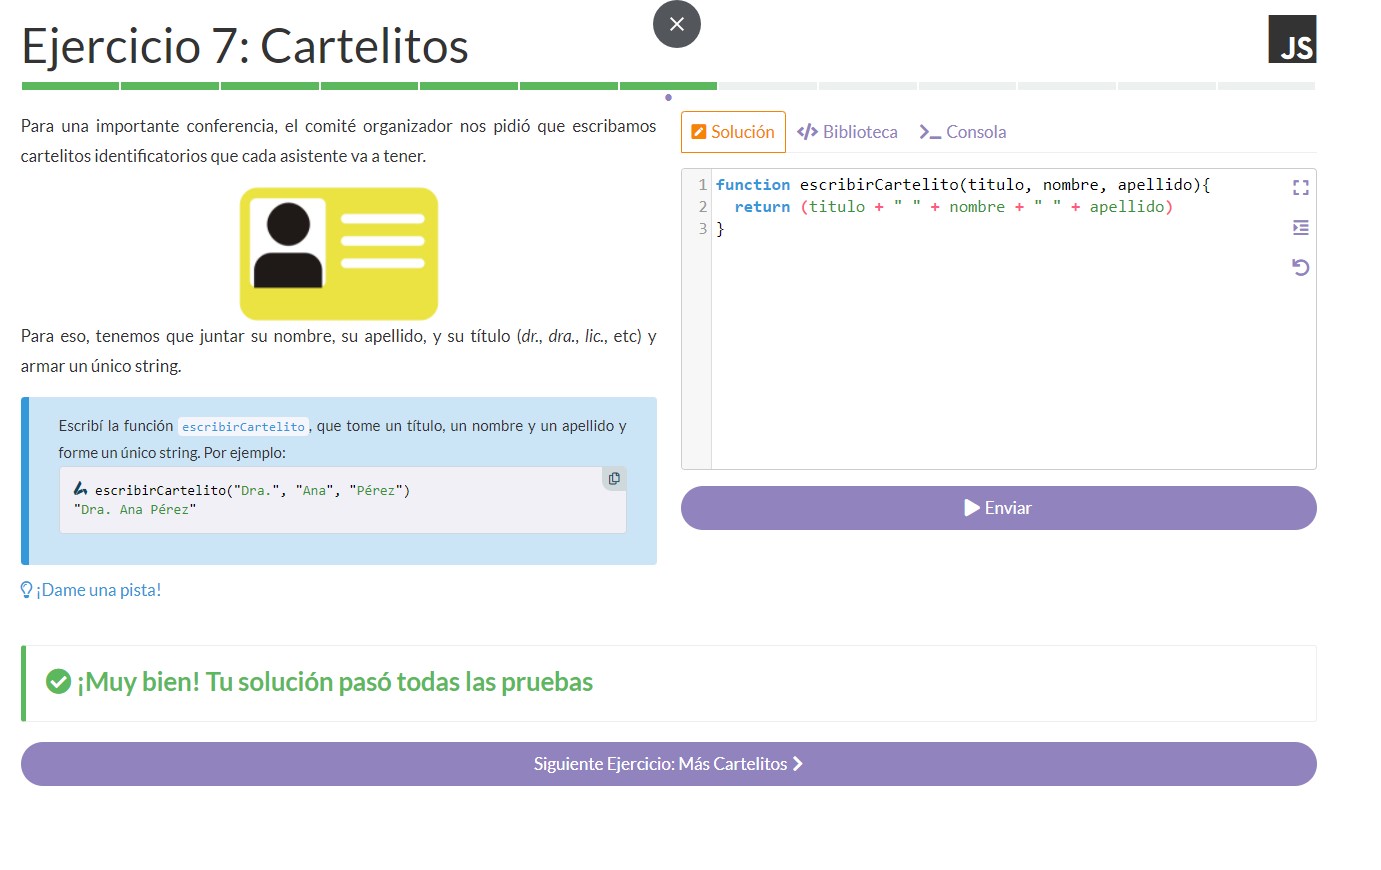 Ejercicio 7: Cartelitos
JS
Para una importante conferencia, el comité organizador nos pidió que escribamos
cartelitos identificatorios que cada asistente va a tener.
Para eso, tenemos que juntar su nombre, su apellido, y su título (dr., dra., lic., etc) y
armar un único string.
Escribí la función escribirCartelito, que tome un título, un nombre y un apellido y
forme un único string. Por ejemplo:
escribirCartelito("Dra.", "Ana", "Pérez")
"Dra. Ana Pérez"
¡Dame una pista!
Solución
Biblioteca
Consola
1 function escribirCartelito(titulo, nombre, apellido){
2 return (titulo + " " + nombre + " " + apellido)
3 }
Enviar
¡Muy bien! Tu solución pasó todas las pruebas
Siguiente Ejercicio: Más Cartelitos